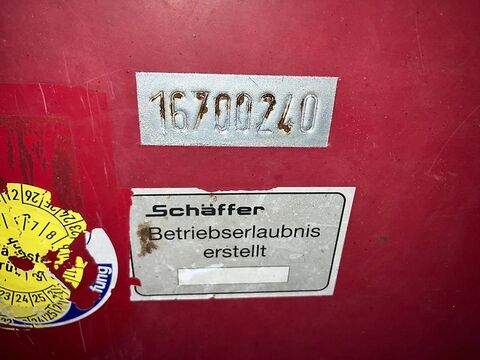 16700240
Schäffer
Betriebserlaubnis
erstellt